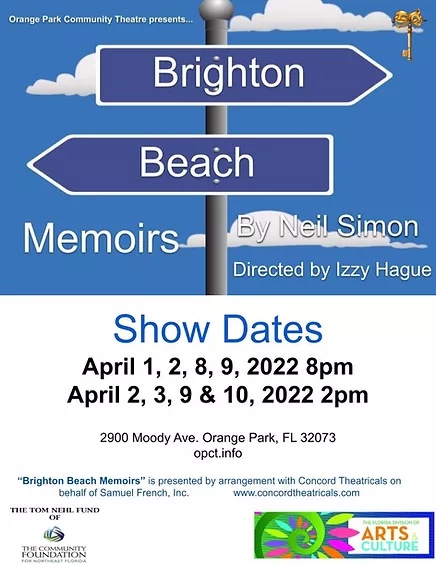 Orange Park Community Theatre presents...
Brighton
Beach
Memoirs
By Neil Simon
Directed by Izzy Hague
Show Dates
April 1, 2, 8, 9, 2022 8pm
April 2, 3, 9 & 10, 2022 2pm
2900 Moody Ave. Orange Park, FL 32073
opct.info
“Brighton Beach Memoirs” is presented by arrangement with Concord Theatricals on
behalf of Samuel French, Inc. www.concordtheatricals.com
THE TOM NEHL FUND
OF
THE COMMUNITY
FOUNDATION
FOR NORTHEAST FLORIDA
THE FLORIDA DIVISION OF
ARTS &
CULTURE